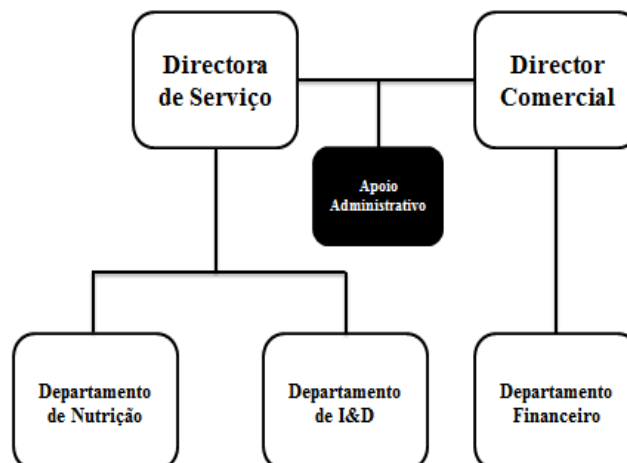 Directora
de Serviço
Director
Comercial
Apoio
Administrativo
Departamento
de Nutrição
Departamento
de I&D
Departamento
Financeiro